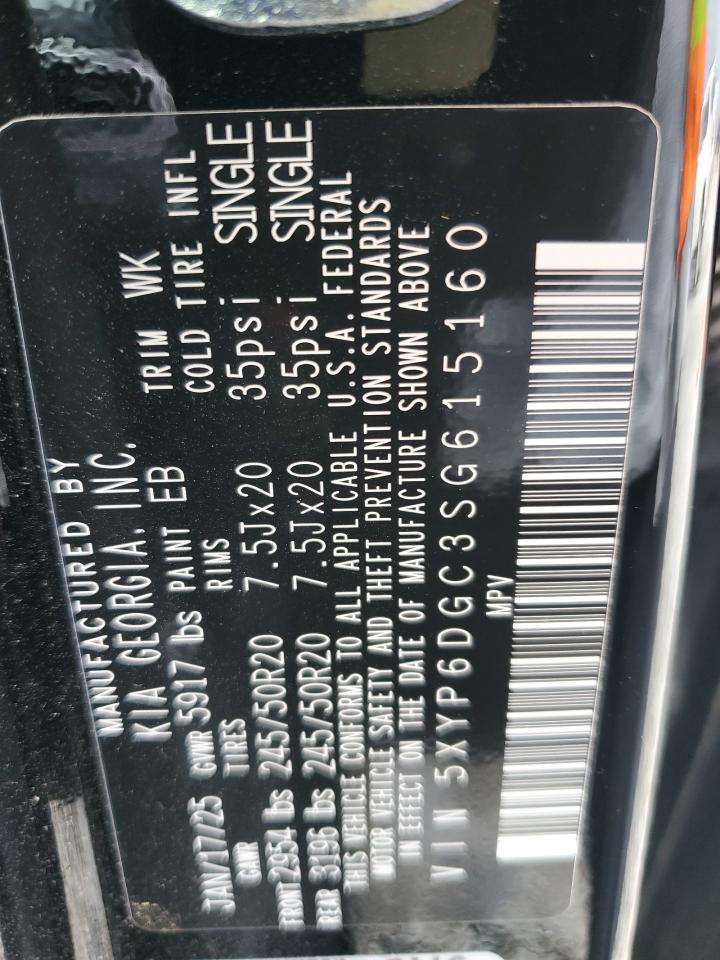 MANUFACTURED BY
KIA GEORGIA, INC.
JAN/17/25 GVWR 5917 lbs PAINT EB TRIM WK
GAWR TIRES RIMS COLD TIRE INFL
FRONT 2954 lbs 245/50R20 7.5Jx20 35psi SINGLE
REAR 3196 lbs 245/50R20 7.5Jx20 35psi SINGLE
THIS VEHICLE CONFORMS TO ALL APPLICABLE U.S.A. FEDERAL
MOTOR VEHICLE SAFETY AND THEFT PREVENTION STANDARDS
IN EFFECT ON THE DATE OF MANUFACTURE SHOWN ABOVE
VIN 5XYP6DGC3SG615160
MPV